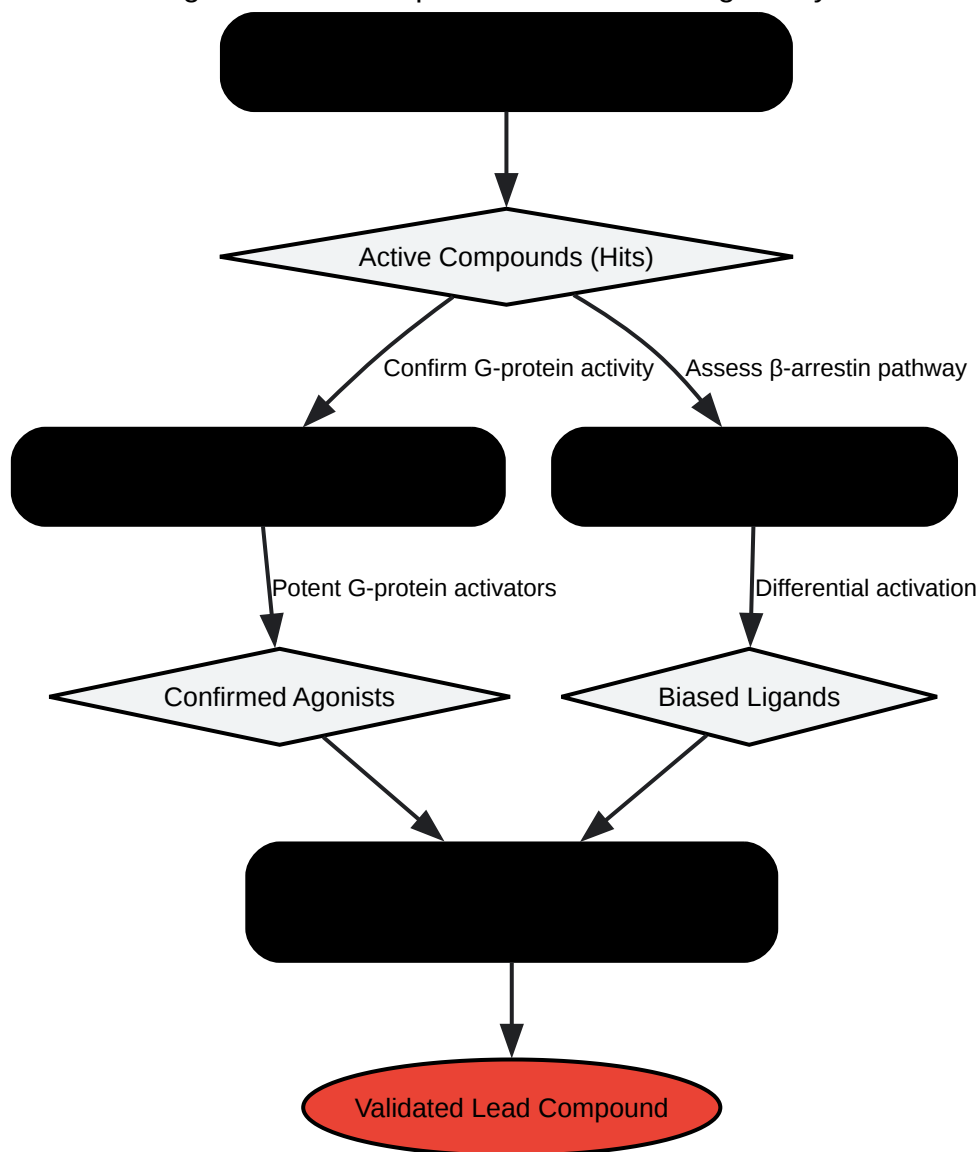 Active Compounds (Hits)
Confirm G-protein activity
Assess β-arrestin pathway
Potent G-protein activators
Differential activation
Confirmed Agonists
Biased Ligands
Validated Lead Compound